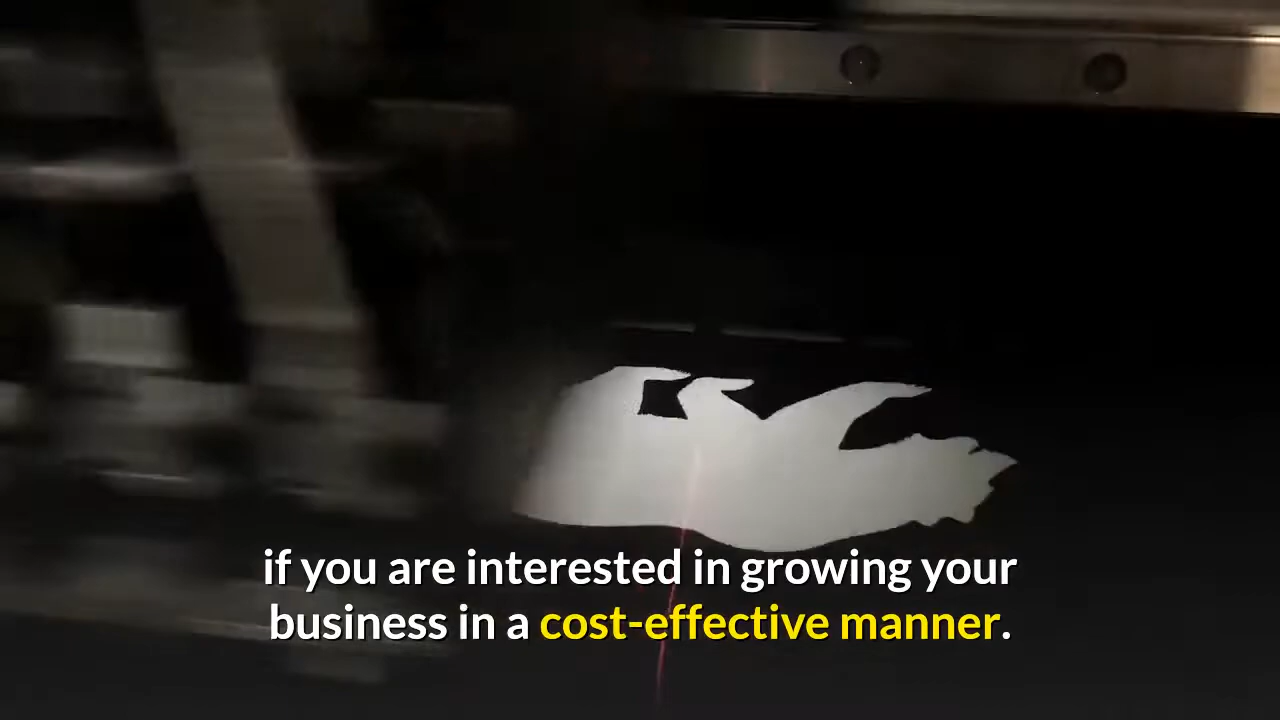 if you are interested in growing your
business in a cost-effective manner.